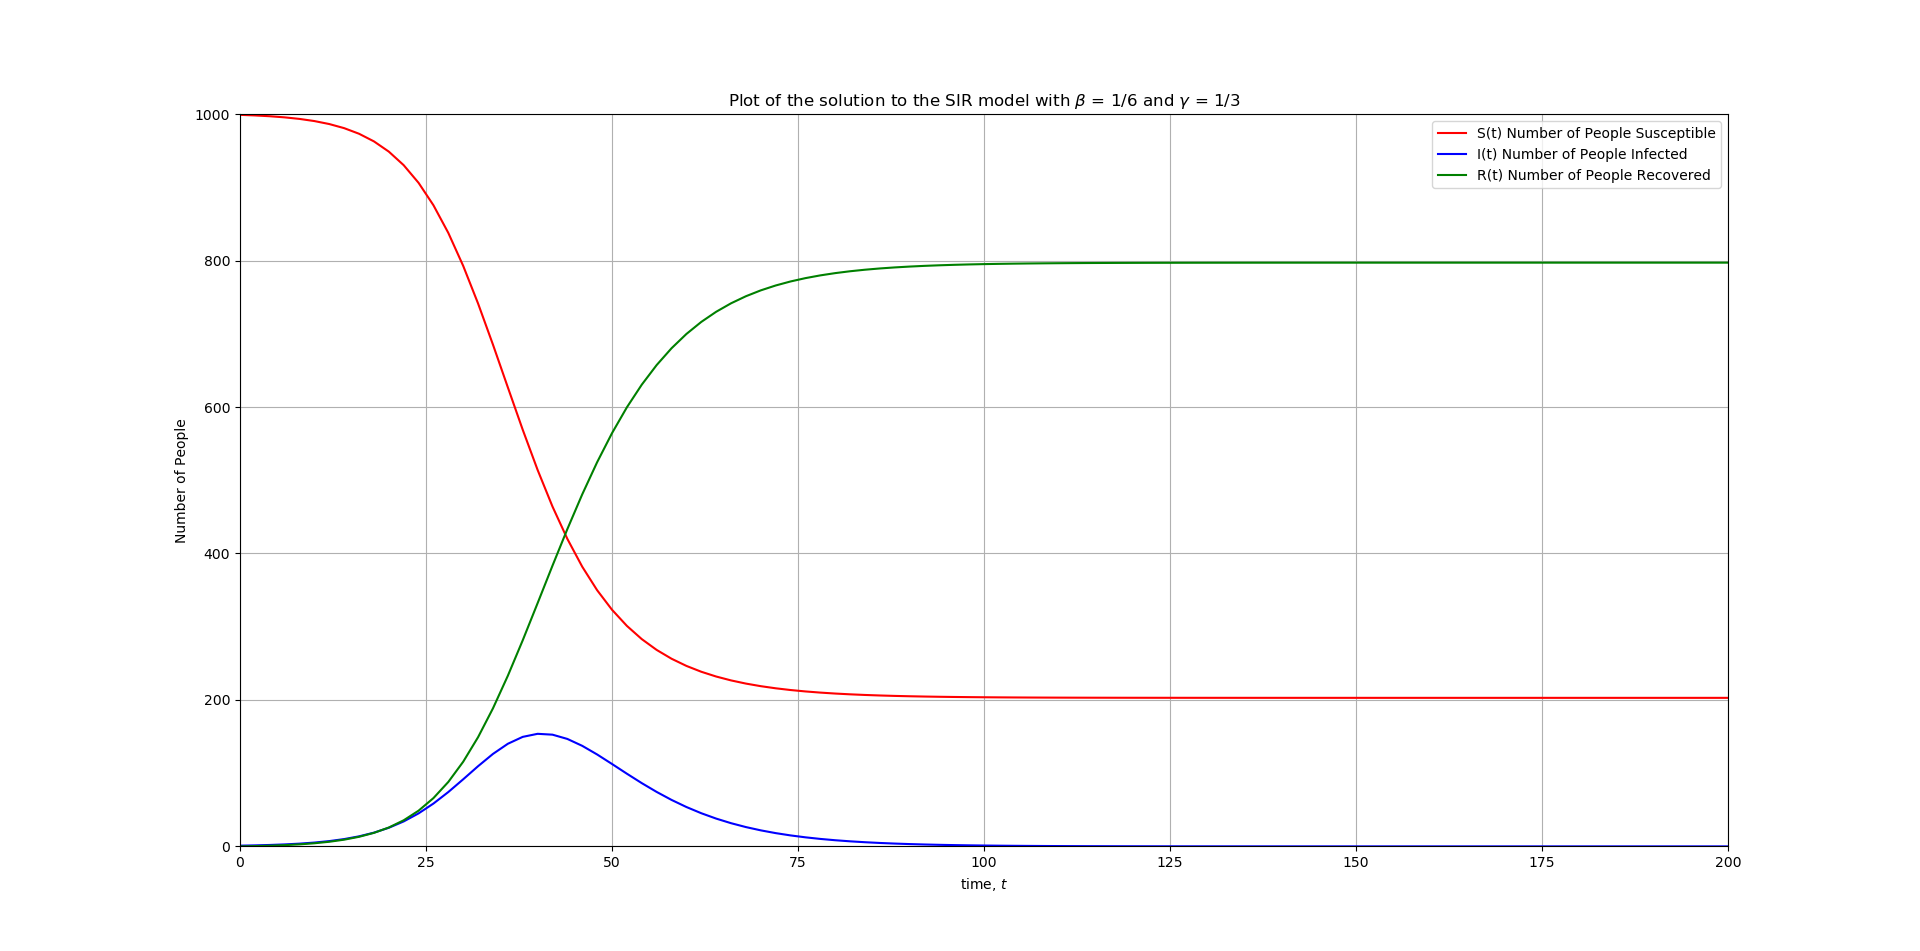 Plot of the solution to the SIR model with β = 1/6 and γ = 1/3
1000
800
600
400
200
0
Number of People
S(t) Number of People Susceptible
I(t) Number of People Infected
R(t) Number of People Recovered
0 25 50 75 100 125 150 175 200
time, t